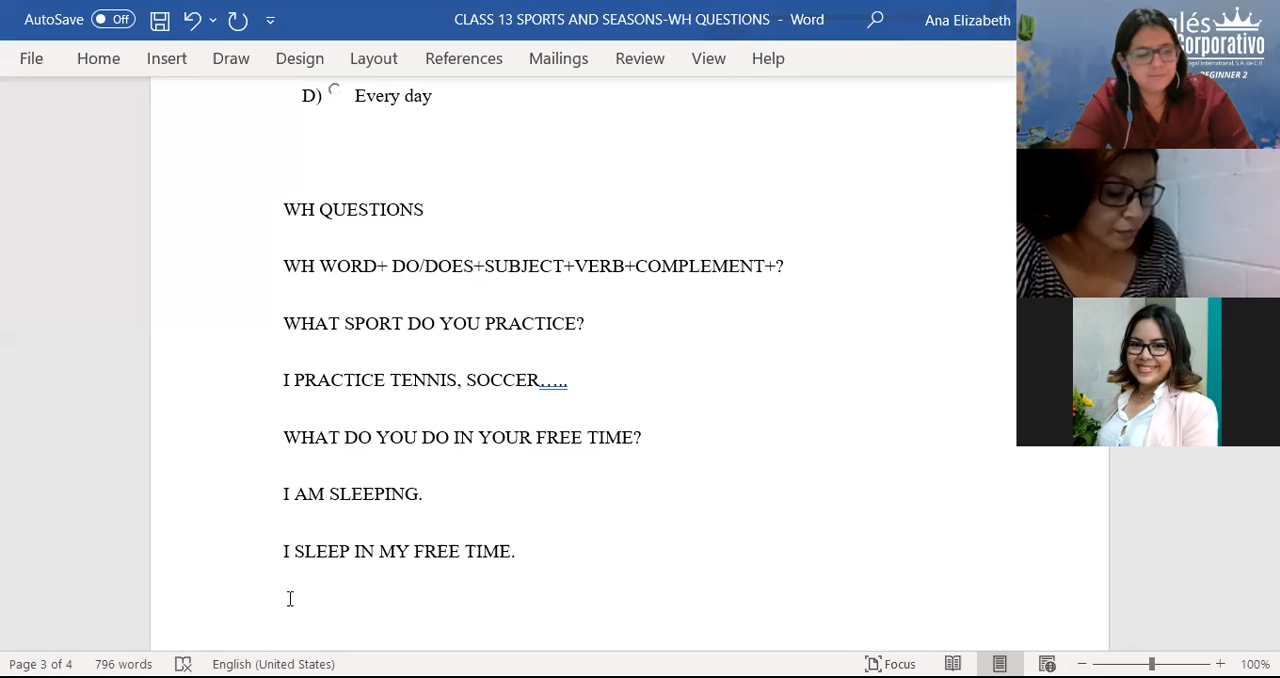 AutoSave Off CLASS 13 SPORTS AND SEASONS-WH QUESTIONS - Word Ana Elizabeth
File Home Insert Draw Design Layout References Mailings Review View Help
glés
Corporativo
BEGINNER 2
D) Every day
WH QUESTIONS
WH WORD+ DO/DOES+SUBJECT+VERB+COMPLEMENT+?
WHAT SPORT DO YOU PRACTICE?
I PRACTICE TENNIS, SOCCER…..
WHAT DO YOU DO IN YOUR FREE TIME?
I AM SLEEPING.
I SLEEP IN MY FREE TIME.
Page 3 of 4 796 words English (United States) Focus 100%